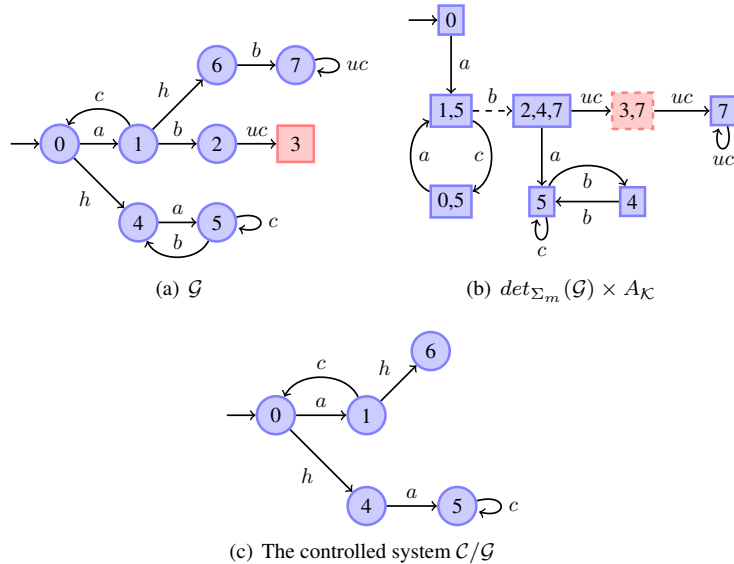 6 b 7 uc
c
h
0 a 1 b 2 uc 3
h
4 a 5 c
b
(a) 𝒢
0
a
1,5 b 2,4,7 uc 3,7 uc 7
a c a b uc
0,5 5 4
b
c
(b) det_{Σ_m}(𝒢) × A_𝒦
6
c h
0 a 1
h
4 a 5 c
(c) The controlled system 𝒞/𝒢